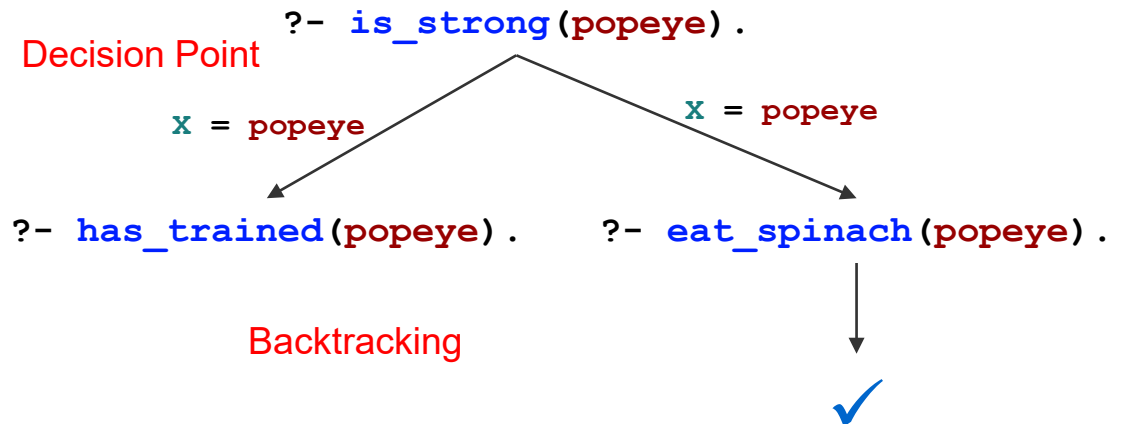 ?- is_strong(popeye).
Decision Point
X = popeye
X = popeye
?- has_trained(popeye).
?- eat_spinach(popeye).
Backtracking